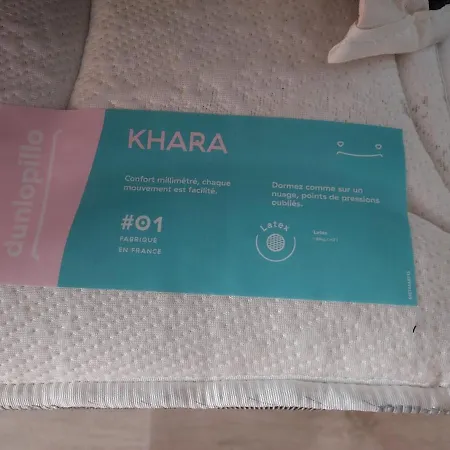 dunlopillo
KHARA
Confort millimétré, chaque
mouvement est facilité.
#01
FABRIQUÉ
EN FRANCE
Dormez comme sur un
nuage, points de pressions
oubliés.
Latex
Latex